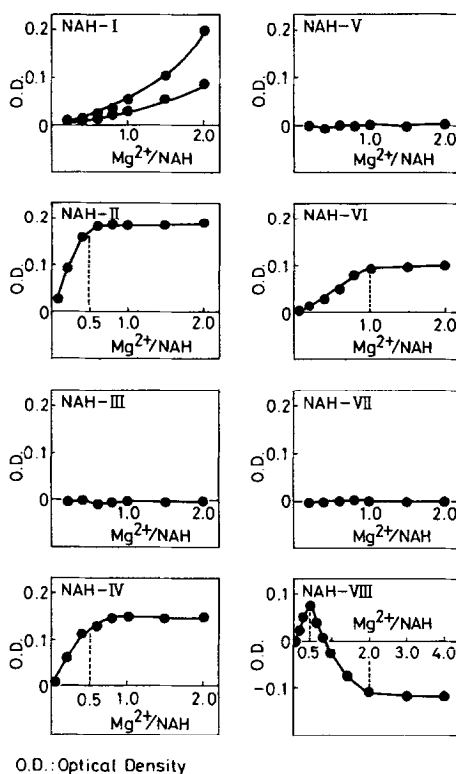 NAH-I
0.2
0.1
0
O.D.
1.0
2.0
Mg2+/NAH
NAH-V
0.2
0.1
0
O.D.
1.0
2.0
Mg2+/NAH
NAH-II
0.2
0.1
0
O.D.
0.5
1.0
2.0
Mg2+/NAH
NAH-VI
0.2
0.1
0
O.D.
1.0
2.0
Mg2+/NAH
NAH-III
0.2
0.1
0
O.D.
1.0
2.0
Mg2+/NAH
NAH-VII
0.2
0.1
0
O.D.
1.0
2.0
Mg2+/NAH
NAH-IV
0.2
0.1
0
O.D.
0.5
1.0
2.0
Mg2+/NAH
NAH-VIII
Mg2+/NAH
0.1
0
-0.1
O.D.
0.5
2.0
3.0
4.0
O.D.:Optical Density